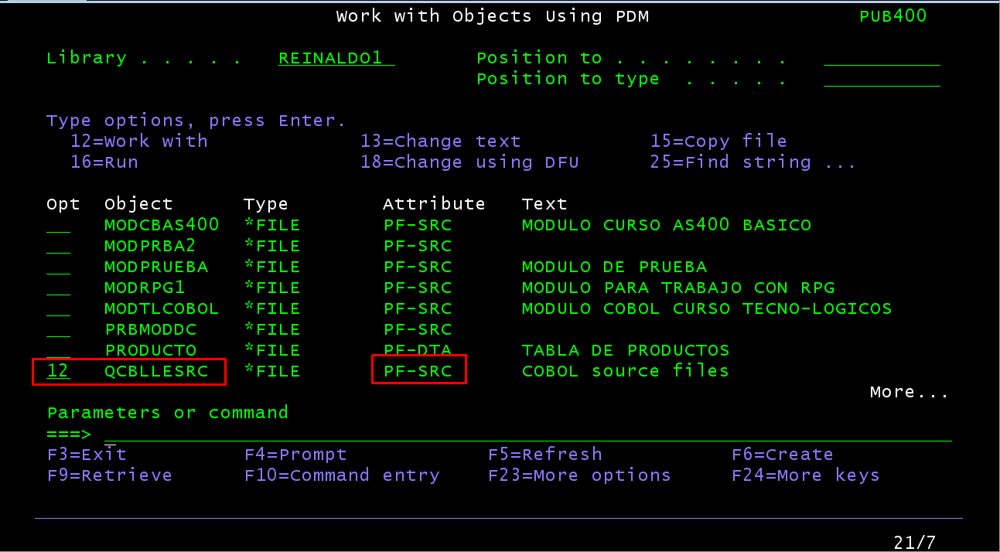 Work with Objects Using PDM PUB400
Library . . . . . REINALDO1 Position to . . . . . . . .
Position to type . . . . .
Type options, press Enter.
12=Work with 13=Change text 15=Copy file
16=Run 18=Change using DFU 25=Find string ...
Opt Object Type Attribute Text
MODCBAS400 *FILE PF-SRC MODULO CURSO AS400 BASICO
MODPRBA2 *FILE PF-SRC
MODPRUEBA *FILE PF-SRC MODULO DE PRUEBA
MODRPG1 *FILE PF-SRC MODULO PARA TRABAJO CON RPG
MODTLCOBOL *FILE PF-SRC MODULO COBOL CURSO TECNO-LOGICOS
PRBMODDC *FILE PF-SRC
PRODUCTO *FILE PF-DTA TABLA DE PRODUCTOS
12 QCBLLESRC *FILE PF-SRC COBOL source files
More...
Parameters or command
===>
F3=Exit F4=Prompt F5=Refresh F6=Create
F9=Retrieve F10=Command entry F23=More options F24=More keys
21/7